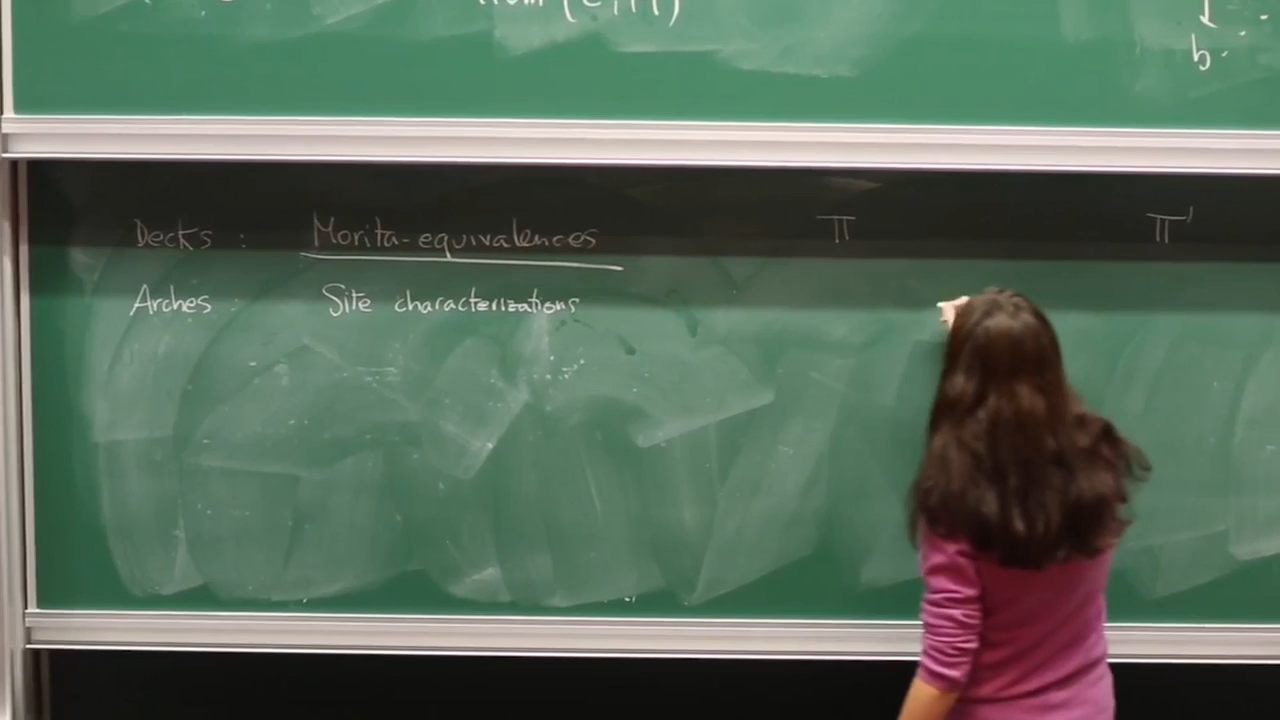 b
Decks : Morita-equivalences 𝕋 𝕋'
Arches : Site characterizations